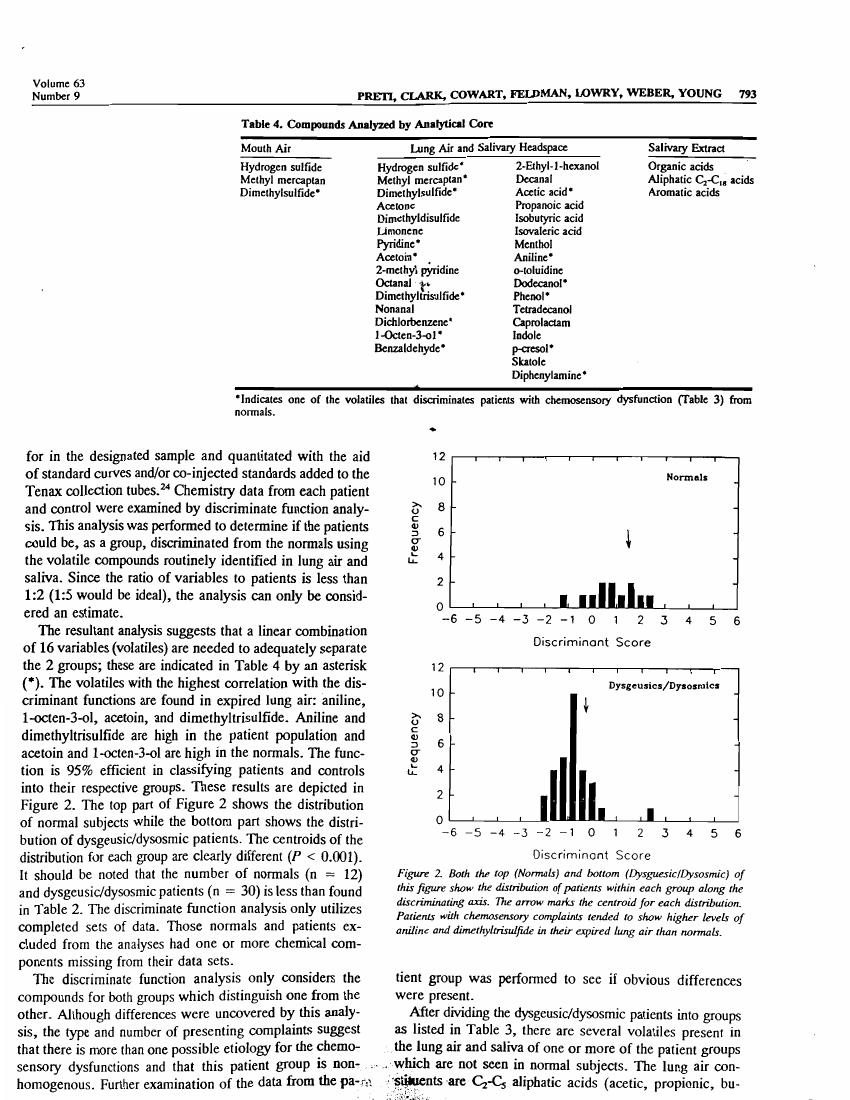 Volume 63
Number 9
PRETI, CLARK, COWART, FELDMAN, LOWRY, WEBER, YOUNG 793
Table 4. Compounds Analyzed by Analytical Core
Mouth Air
Hydrogen sulfide
Methyl mercaptan
Dimethylsulfide*
Lung Air and Salivary Headspace
Hydrogen sulfide*
Methyl mercaptan*
Dimethylsulfide*
Acetone
Dimethyldisulfide
Limonene
Pyridine*
Acetoin*
2-methyl pyridine
Octanal
Dimethyltrisulfide*
Nonanal
Dichlorbenzene*
1-Octen-3-ol*
Benzaldehyde*
2-Ethyl-1-hexanol
Decanal
Acetic acid*
Propanoic acid
Isobutyric acid
Isovaleric acid
Menthol
Aniline*
o-toluidine
Dodecanol*
Phenol*
Tetradecanol
Caprolactam
Indole
p-cresol*
Skatole
Diphenylamine*
Salivary Extract
Organic acids
Aliphatic C₂-C₁₈ acids
Aromatic acids
*Indicates one of the volatiles that discriminates patients with chemosensory dysfunction (Table 3) from
normals.
for in the designated sample and quantitated with the aid
of standard curves and/or co-injected standards added to the
Tenax collection tubes.²⁴ Chemistry data from each patient
and control were examined by discriminate function analy-
sis. This analysis was performed to determine if the patients
could be, as a group, discriminated from the normals using
the volatile compounds routinely identified in lung air and
saliva. Since the ratio of variables to patients is less than
1:2 (1:5 would be ideal), the analysis can only be consid-
ered an estimate.
The resultant analysis suggests that a linear combination
of 16 variables (volatiles) are needed to adequately separate
the 2 groups; these are indicated in Table 4 by an asterisk
(*). The volatiles with the highest correlation with the dis-
criminant functions are found in expired lung air: aniline,
1-octen-3-ol, acetoin, and dimethyltrisulfide. Aniline and
dimethyltrisulfide are high in the patient population and
acetoin and 1-octen-3-ol are high in the normals. The func-
tion is 95% efficient in classifying patients and controls
into their respective groups. These results are depicted in
Figure 2. The top part of Figure 2 shows the distribution
of normal subjects while the bottom part shows the distri-
bution of dysgeusic/dysosmic patients. The centroids of the
distribution for each group are clearly different (P < 0.001).
It should be noted that the number of normals (n = 12)
and dysgeusic/dysosmic patients (n = 30) is less than found
in Table 2. The discriminate function analysis only utilizes
completed sets of data. Those normals and patients ex-
cluded from the analyses had one or more chemical com-
ponents missing from their data sets.
The discriminate function analysis only considers the
compounds for both groups which distinguish one from the
other. Although differences were uncovered by this analy-
sis, the type and number of presenting complaints suggest
that there is more than one possible etiology for the chemo-
sensory dysfunctions and that this patient group is non-
homogenous. Further examination of the data from the pa-
12
10
8
6
4
2
0
Frequency
Normals
-6 -5 -4 -3 -2 -1 0 1 2 3 4 5 6
Discriminant Score
12
10
8
6
4
2
0
Frequency
Dysgeusics/Dysosmics
-6 -5 -4 -3 -2 -1 0 1 2 3 4 5 6
Discriminant Score
Figure 2. Both the top (Normals) and bottom (Dysguesic/Dysosmic) of
this figure show the distribution of patients within each group along the
discriminating axis. The arrow marks the centroid for each distribution.
Patients with chemosensory complaints tended to show higher levels of
aniline and dimethyltrisulfide in their expired lung air than normals.
tient group was performed to see if obvious differences
were present.
After dividing the dysgeusic/dysosmic patients into groups
as listed in Table 3, there are several volatiles present in
the lung air and saliva of one or more of the patient groups
which are not seen in normal subjects. The lung air con-
stituents are C₂-C₅ aliphatic acids (acetic, propionic, bu-